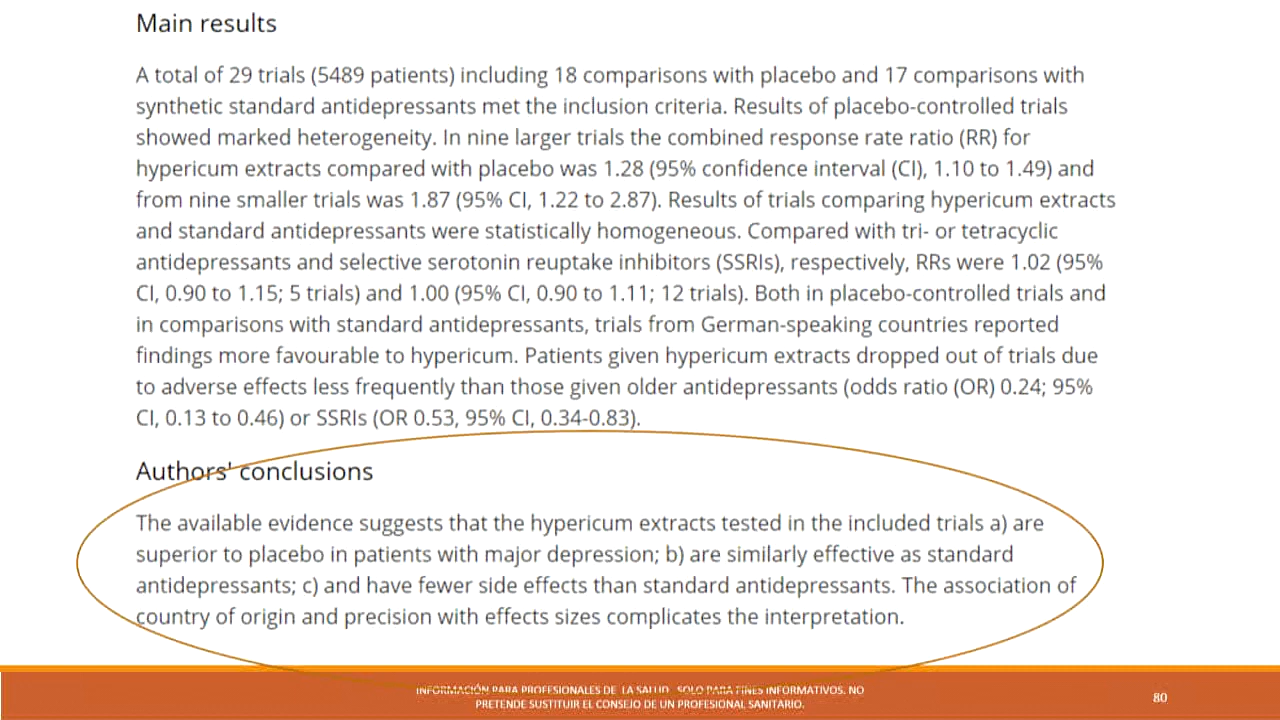 Main results
A total of 29 trials (5489 patients) including 18 comparisons with placebo and 17 comparisons with
synthetic standard antidepressants met the inclusion criteria. Results of placebo-controlled trials
showed marked heterogeneity. In nine larger trials the combined response rate ratio (RR) for
hypericum extracts compared with placebo was 1.28 (95% confidence interval (CI), 1.10 to 1.49) and
from nine smaller trials was 1.87 (95% CI, 1.22 to 2.87). Results of trials comparing hypericum extracts
and standard antidepressants were statistically homogeneous. Compared with tri- or tetracyclic
antidepressants and selective serotonin reuptake inhibitors (SSRIs), respectively, RRs were 1.02 (95%
CI, 0.90 to 1.15; 5 trials) and 1.00 (95% CI, 0.90 to 1.11; 12 trials). Both in placebo-controlled trials and
in comparisons with standard antidepressants, trials from German-speaking countries reported
findings more favourable to hypericum. Patients given hypericum extracts dropped out of trials due
to adverse effects less frequently than those given older antidepressants (odds ratio (OR) 0.24; 95%
CI, 0.13 to 0.46) or SSRIs (OR 0.53, 95% CI, 0.34-0.83).
Authors' conclusions
The available evidence suggests that the hypericum extracts tested in the included trials a) are
superior to placebo in patients with major depression; b) are similarly effective as standard
antidepressants; c) and have fewer side effects than standard antidepressants. The association of
country of origin and precision with effects sizes complicates the interpretation.
INFORMACIÓN PARA PROFESIONALES DE LA SALUD. SOLO PARA FINES INFORMATIVOS. NO
PRETENDE SUSTITUIR EL CONSEJO DE UN PROFESIONAL SANITARIO.
80